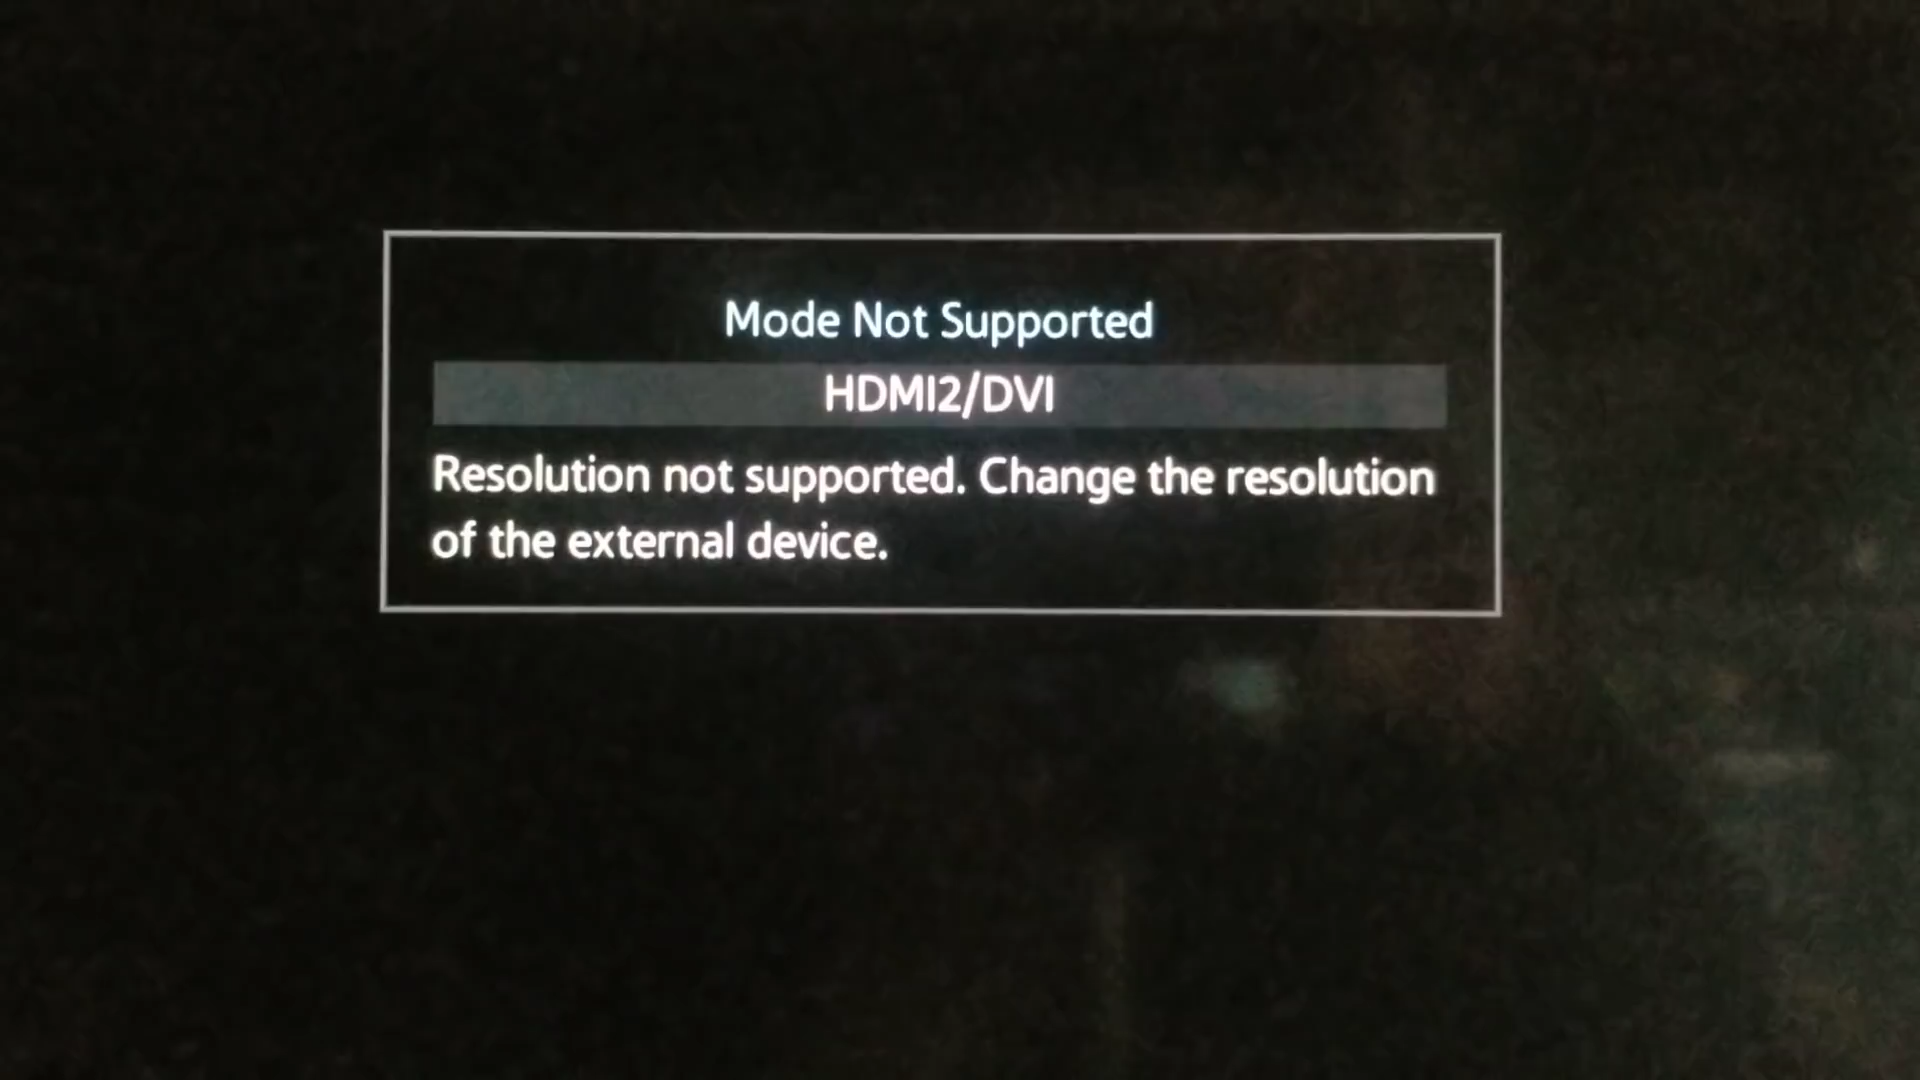 Mode Not Supported
HDMI2/DVI
Resolution not supported. Change the resolution
of the external device.